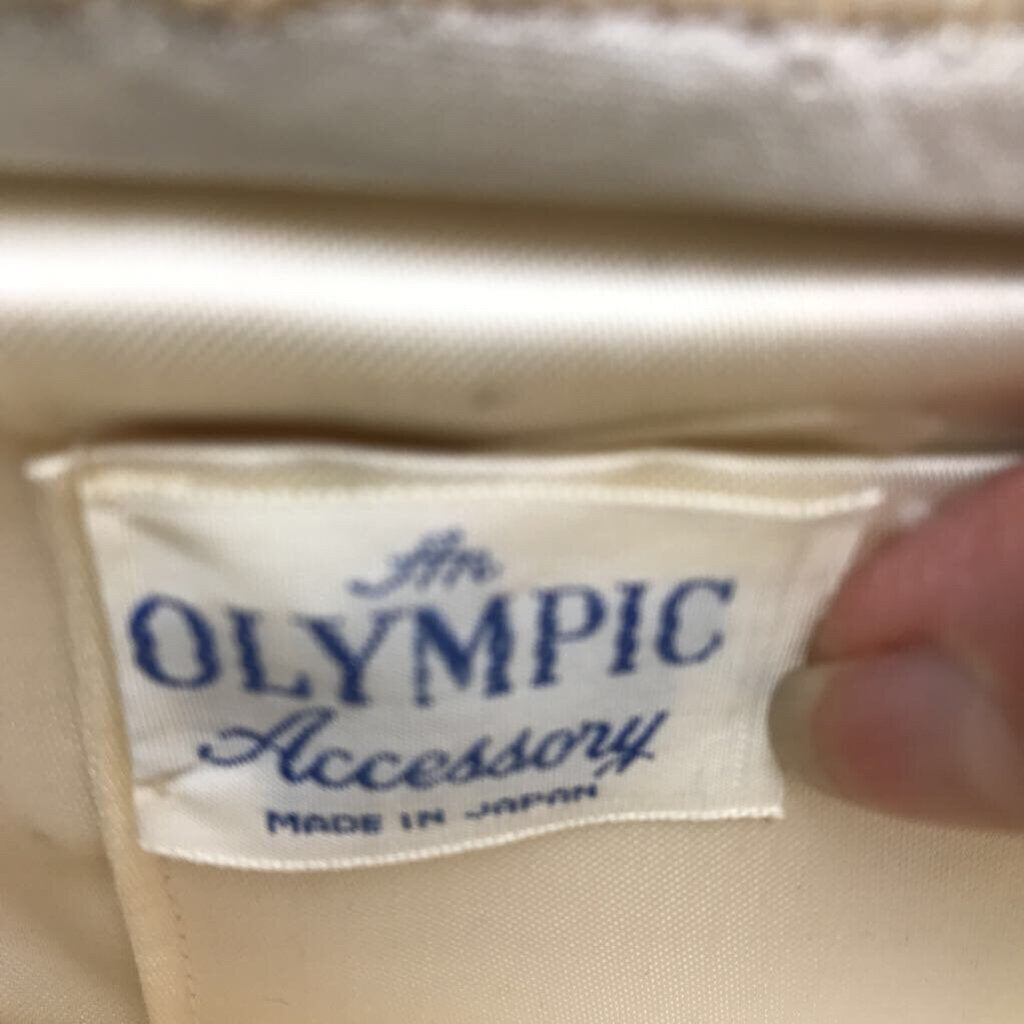 An
OLYMPIC
Accessory
MADE IN JAPAN